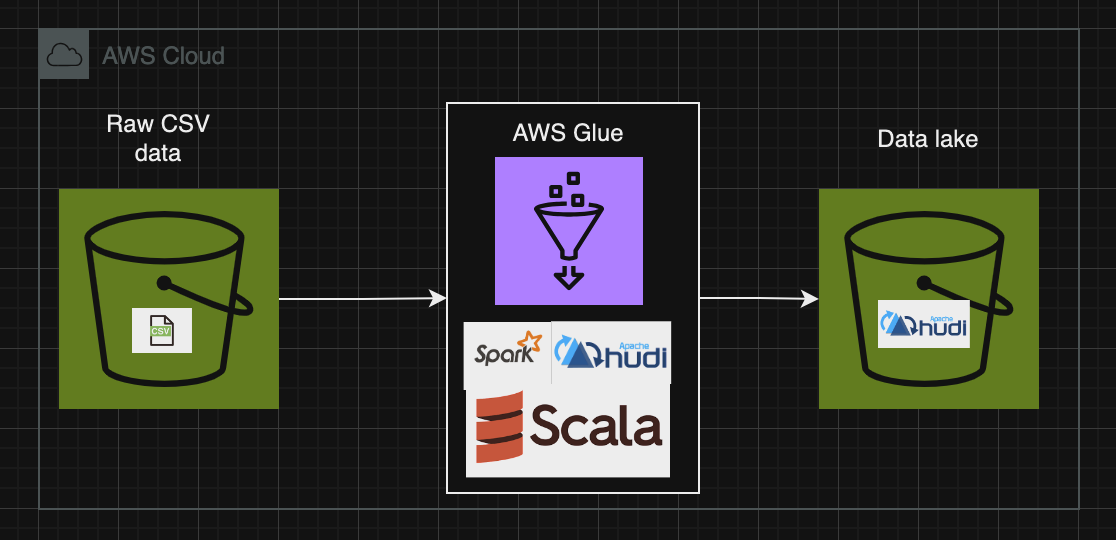 AWS Cloud
Raw CSV
data
CSV
AWS Glue
Spark
Apache
hudi
Scala
Data lake
Apache
hudi